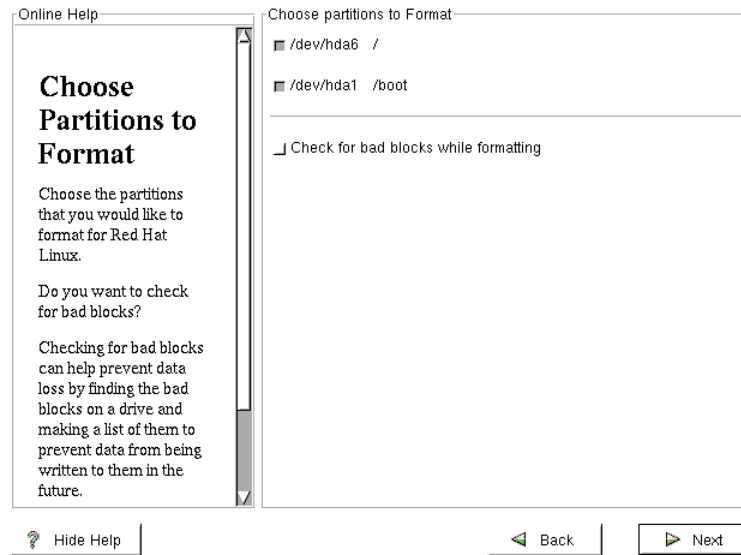 Online Help
Choose
Partitions to
Format
Choose the partitions
that you would like to
format for Red Hat
Linux.
Do you want to check
for bad blocks?
Checking for bad blocks
can help prevent data
loss by finding the bad
blocks on a drive and
making a list of them to
prevent data from being
written to them in the
future.
Choose partitions to Format
/dev/hda6 /
/dev/hda1 /boot
Check for bad blocks while formatting
Hide Help
Back
Next